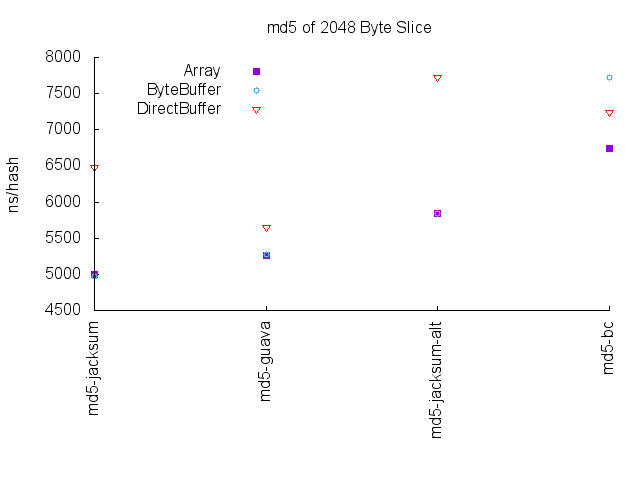 md5 of 2048 Byte Slice
8000
7500
7000
6500
6000
5500
5000
4500
ns/hash
Array
ByteBuffer
DirectBuffer
md5-jacksum
md5-guava
md5-jacksum-alt
md5-bc